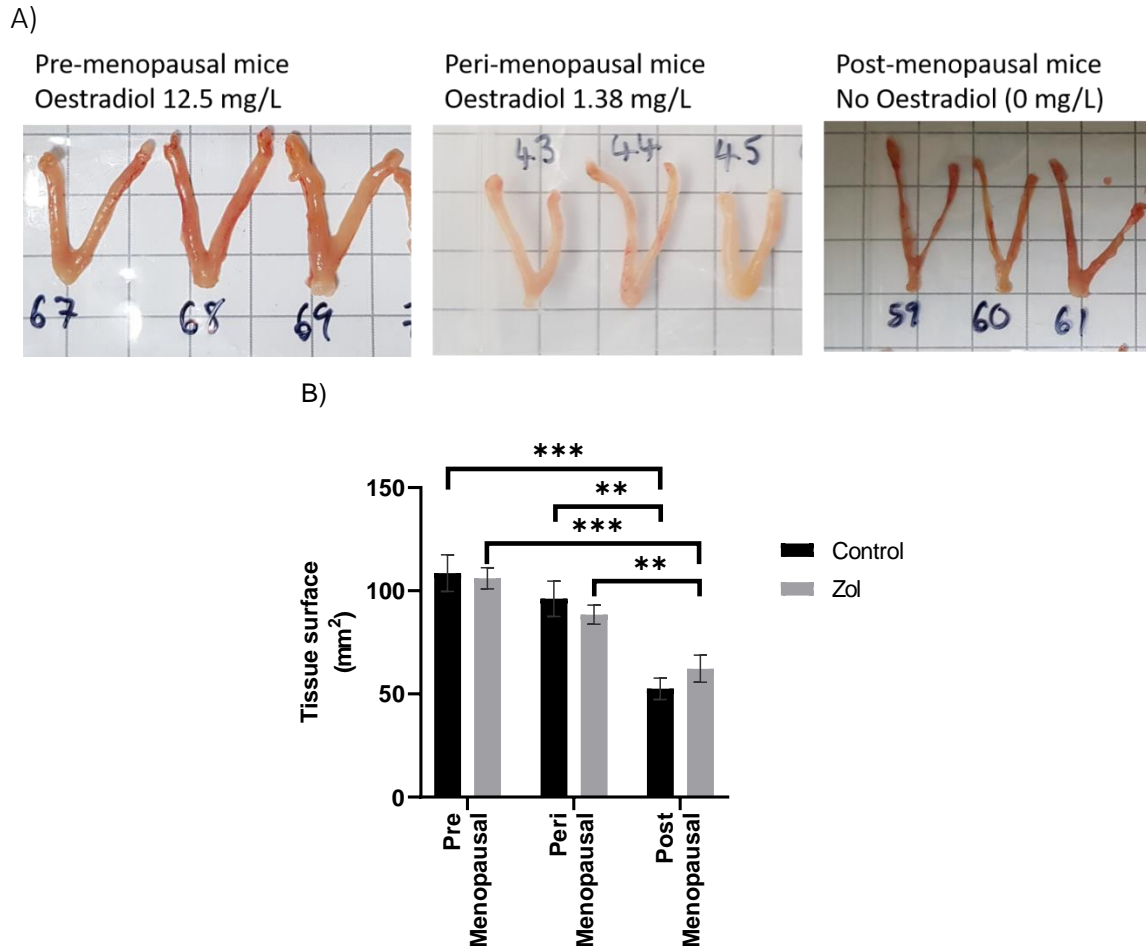 A)
Pre-menopausal mice
Oestradiol 12.5 mg/L
Peri-menopausal mice
Oestradiol 1.38 mg/L
Post-menopausal mice
No Oestradiol (0 mg/L)
67 68 69
43 44 45
59 60 61
B)
***
**
***
**
150
100
50
0
Tissue surface
(mm²)
Pre
Menopausal
Peri
Menopausal
Post
Menopausal
Control
Zol